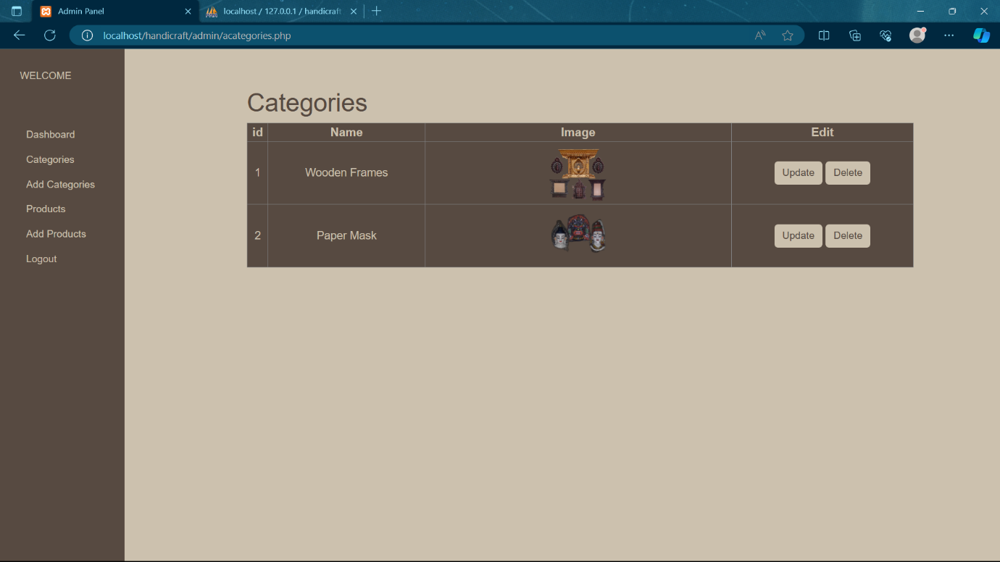 Admin Panel
localhost / 127.0.0.1 / handicraft
localhost/handicraft/admin/acategories.php
WELCOME
Dashboard
Categories
Add Categories
Products
Add Products
Logout
Categories
id Name Image Edit
1 Wooden Frames Update Delete
2 Paper Mask Update Delete